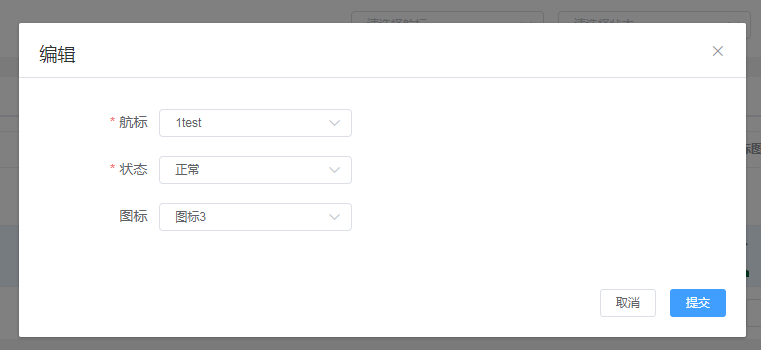 编辑
* 航标 1test
* 状态 正常
图标 图标3
取消 提交